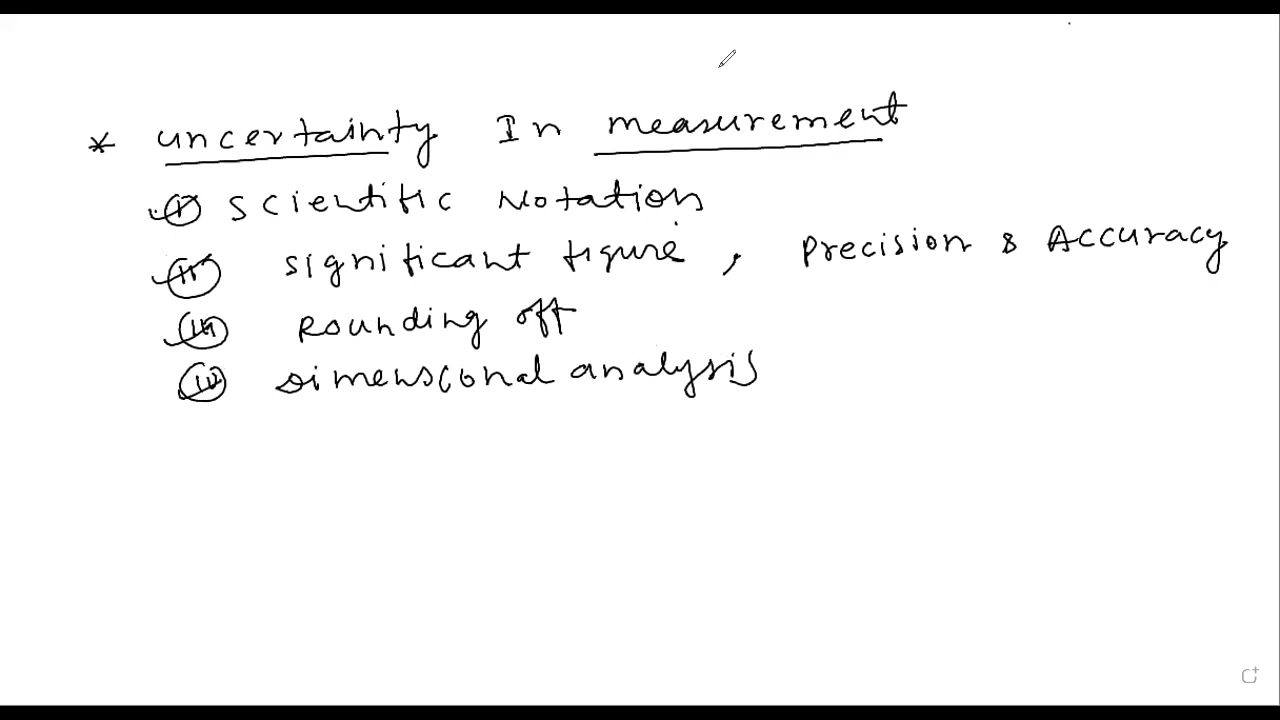 * uncertainty In measurement
(i) Scientific Notation
(ii) significant figure, Precision & Accuracy
(iii) Rounding off
(iv) Dimensional analysis